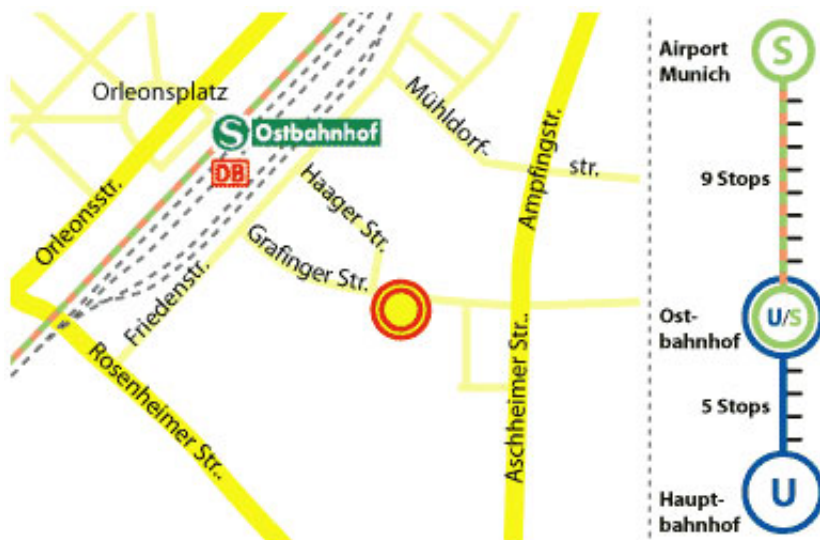 Orleonsplatz
S Ostbahnhof
DB
Orleonsstr.
Mühldorf-
str.
Haager Str.
Grafinger Str.
Friedenstr.
Rosenheimer Str..
Ampfingstr.
Aschheimer Str..
Airport
Munich
S
9 Stops
Ost-
bahnhof
U/S
5 Stops
Haupt-
bahnhof
U